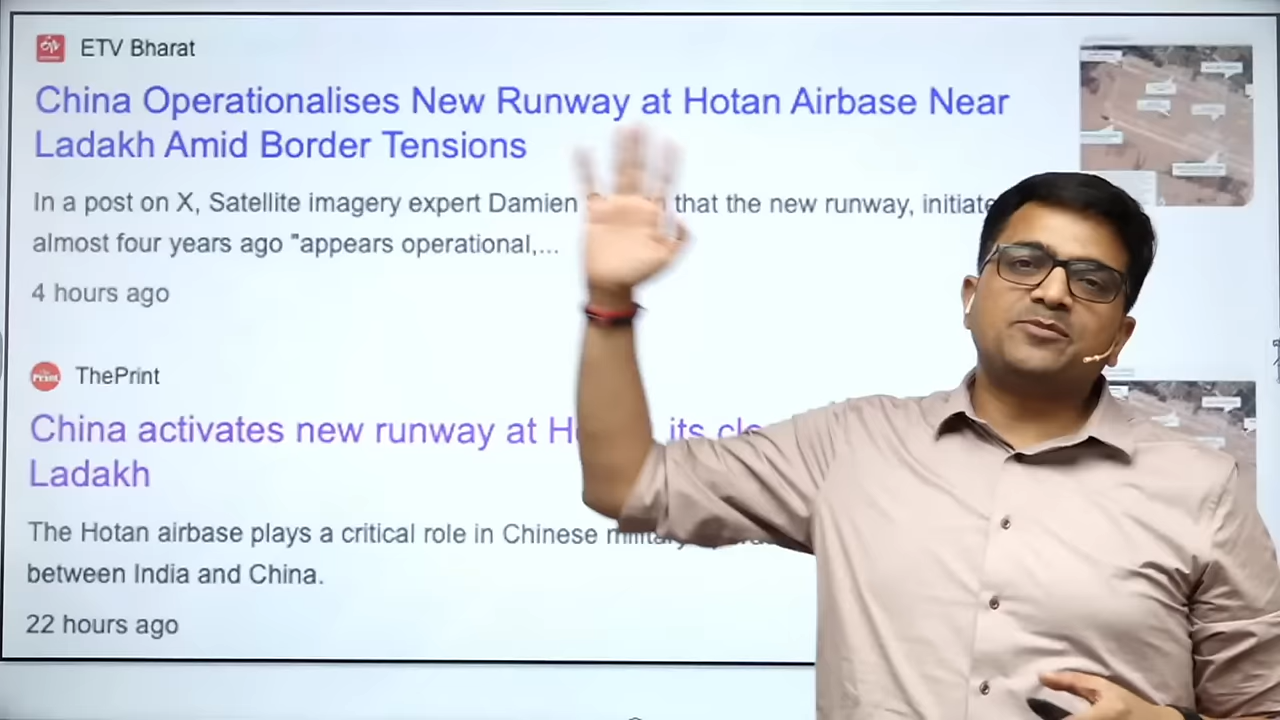 ETV Bharat
China Operationalises New Runway at Hotan Airbase Near
Ladakh Amid Border Tensions
In a post on X, Satellite imagery expert Damien that the new runway, initiate
almost four years ago "appears operational,...
4 hours ago
ThePrint
China activates new runway at its
Ladakh
The Hotan airbase plays a critical role in Chinese military
between India and China.
22 hours ago